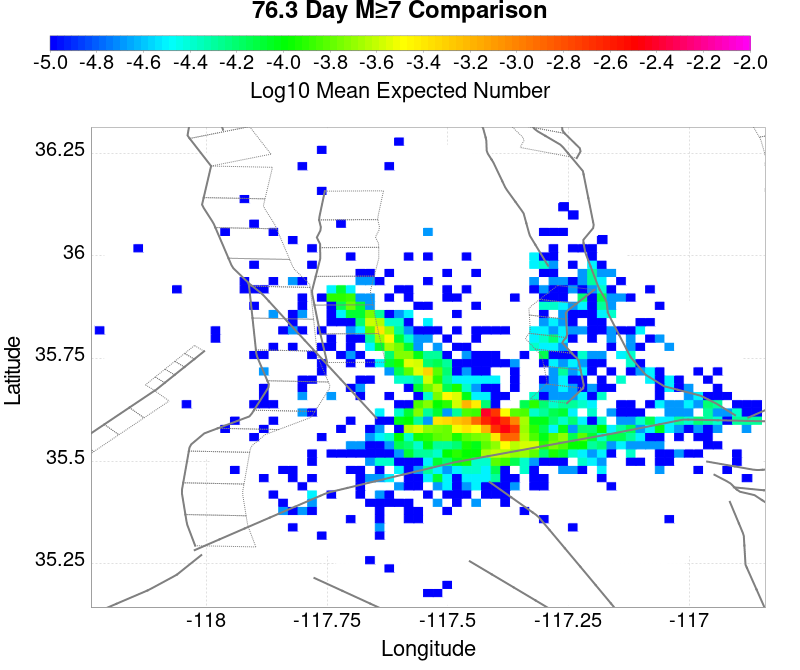 76.3 Day M≥7 Comparison
-5.0 -4.8 -4.6 -4.4 -4.2 -4.0 -3.8 -3.6 -3.4 -3.2 -3.0 -2.8 -2.6 -2.4 -2.2 -2.0
Log10 Mean Expected Number
36.25
36
35.75
35.5
35.25
Latitude
-118 -117.75 -117.5 -117.25 -117
Longitude